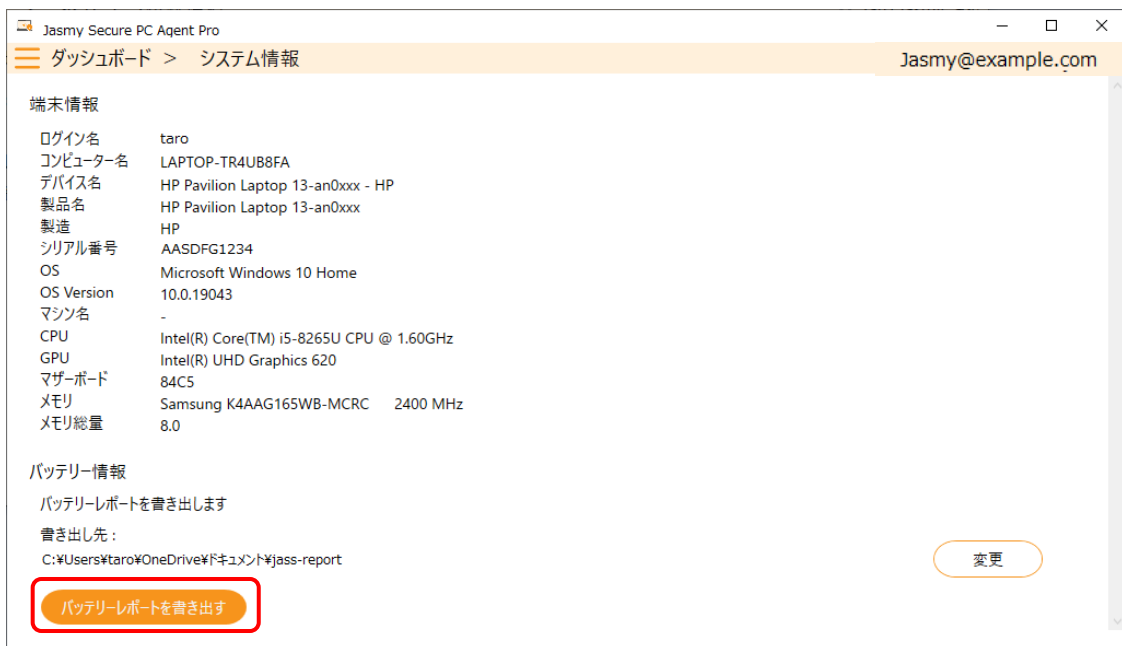 Jasmy Secure PC Agent Pro
ダッシュボード > システム情報 Jasmy@example.com
端末情報
ログイン名 taro
コンピューター名 LAPTOP-TR4UB8FA
デバイス名 HP Pavilion Laptop 13-an0xxx - HP
製品名 HP Pavilion Laptop 13-an0xxx
製造 HP
シリアル番号 AASDFG1234
OS Microsoft Windows 10 Home
OS Version 10.0.19043
マシン名 -
CPU Intel(R) Core(TM) i5-8265U CPU @ 1.60GHz
GPU Intel(R) UHD Graphics 620
マザーボード 84C5
メモリ Samsung K4AAG165WB-MCRC 2400 MHz
メモリ総量 8.0
バッテリー情報
バッテリーレポートを書き出します
書き出し先 :
C:¥Users¥taro¥OneDrive¥ドキュメント¥jass-report 変更
バッテリーレポートを書き出す